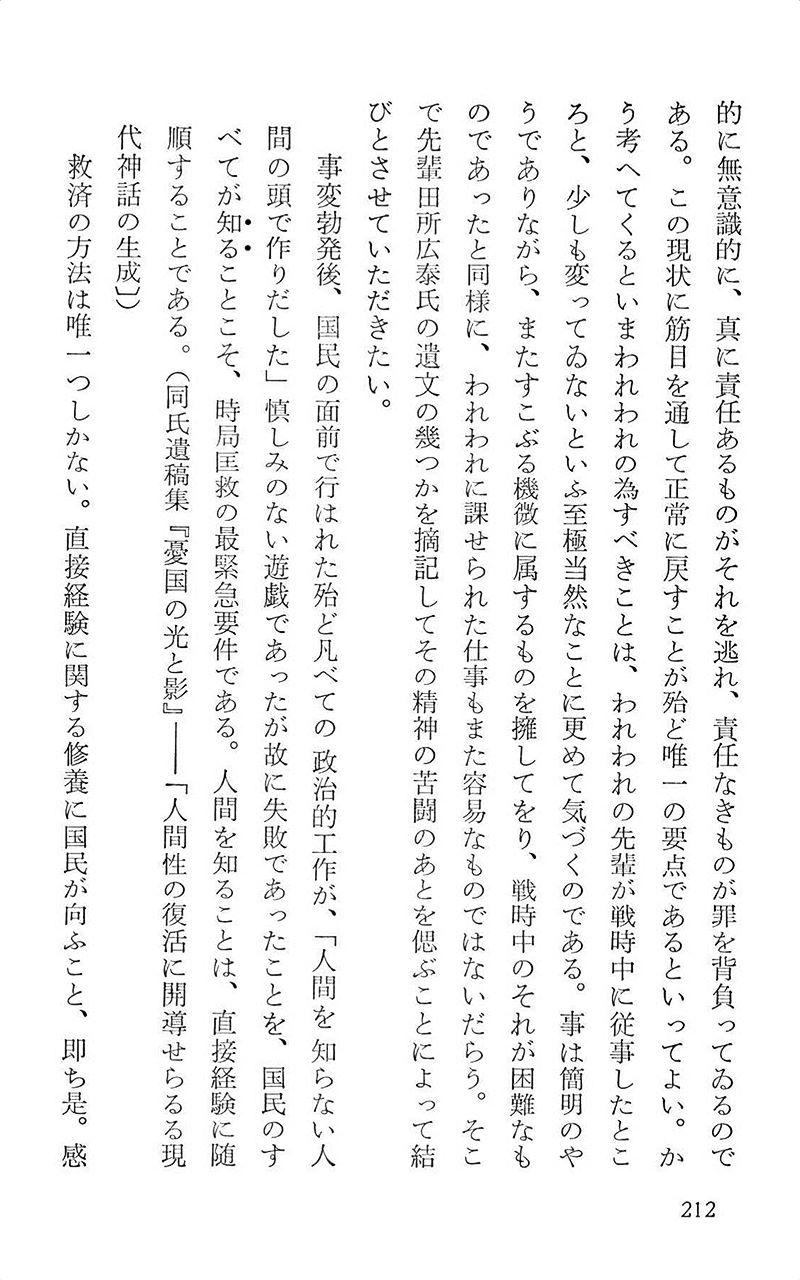 的に無意識的に、真に責任あるものがそれを逃れ、責任なきものが罪を背負ってゐるので
ある。この現状に筋目を通して正常に戻すことが殆ど唯一の要点であるといってよい。か
う考へてくるといまわれわれの為すべきことは、われわれの先輩が戦時中に従事したとこ
ろと、少しも変ってゐないといふ至極当然なことに更めて気づくのである。事は簡明のや
うでありながら、またすこぶる機微に属するものを擁してをり、戦時中のそれが困難なも
のであったと同様に、われわれに課せられた仕事もまた容易なものではないだらう。そこ
で先輩田所広泰氏の遺文の幾つかを摘記してその精神の苦闘のあとを偲ぶことによって結
びとさせていただきたい。
事変勃発後、国民の面前で行はれた殆ど凡べての政治的工作が、「人間を知らない人
間の頭で作りだした」慎しみのない遊戯であったが故に失敗であったことを、国民のす
べてが知ることこそ、時局匡救の最緊急要件である。人間を知ることは、直接経験に随
順することである。（同氏遺稿集『憂国の光と影』――「人間性の復活に開導せらるる現
代神話の生成」）
救済の方法は唯一つしかない。直接経験に関する修養に国民が向ふこと、即ち是。感
212